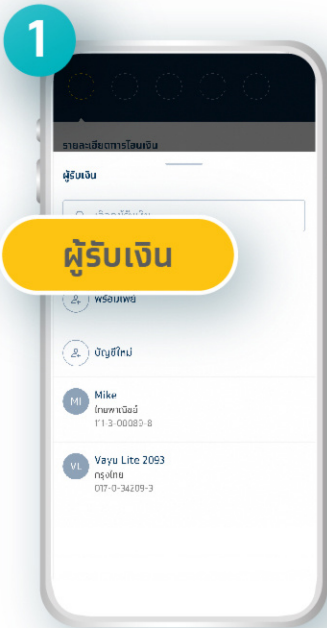 1
รายละเอียดการโอนเงิน
ผู้รับเงิน
ผู้รับเงิน
พร้อมเพย์
บัญชีใหม่
MI
Mike
ไทยพาณิชย์
111-3-00089-8
VL
Vayu Lite 2093
กรุงไทย
017-0-34209-3